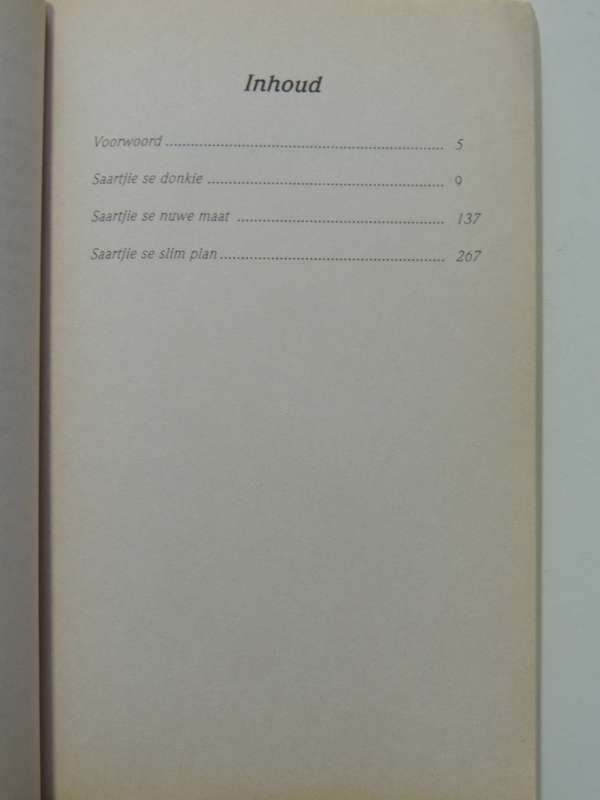 Inhoud
Voorwoord ........................................................ 5
Saartjie se donkie ................................................ 9
Saartjie se nuwe maat .......................................... 137
Saartjie se slim plan .............................................. 267